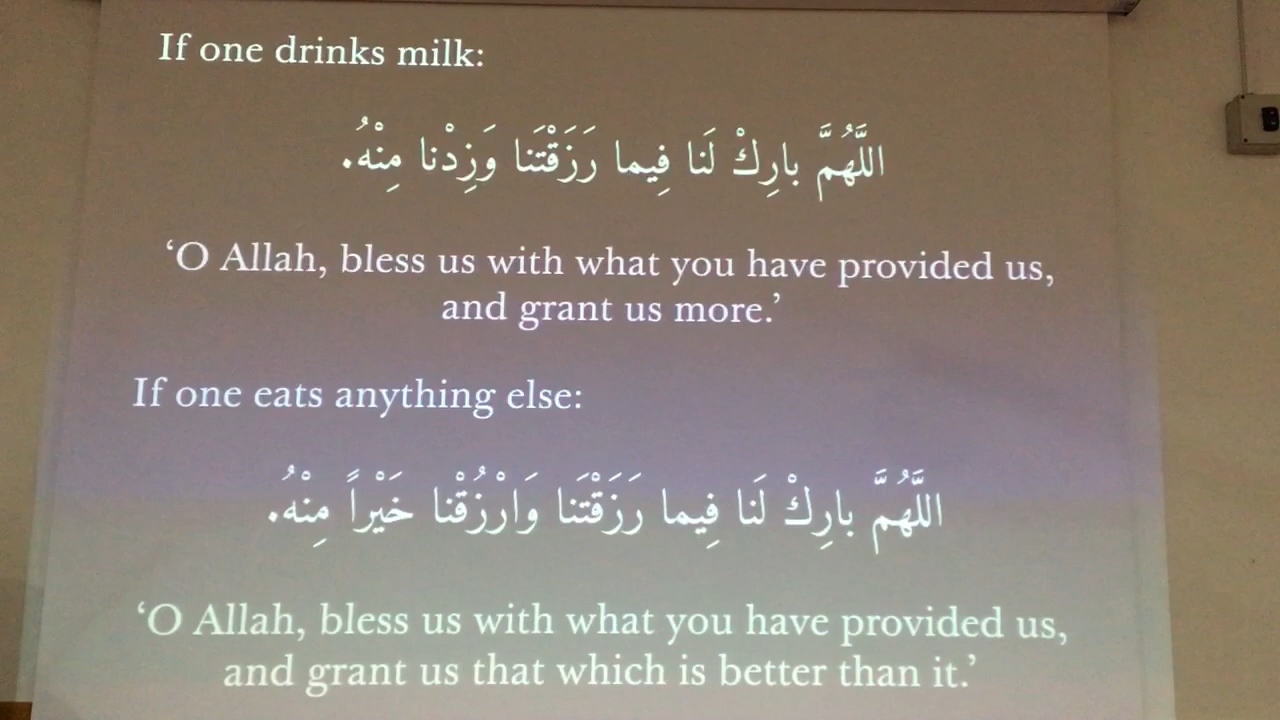 If one drinks milk:
اللَّهُمَّ بارِكْ لَنا فِيما رَزَقْتَنا وَزِدْنا مِنْهُ.
‘O Allah, bless us with what you have provided us,
and grant us more.’
If one eats anything else:
اللَّهُمَّ بارِكْ لَنا فِيما رَزَقْتَنا وَارْزُقْنا خَيْراً مِنْهُ.
‘O Allah, bless us with what you have provided us,
and grant us that which is better than it.’